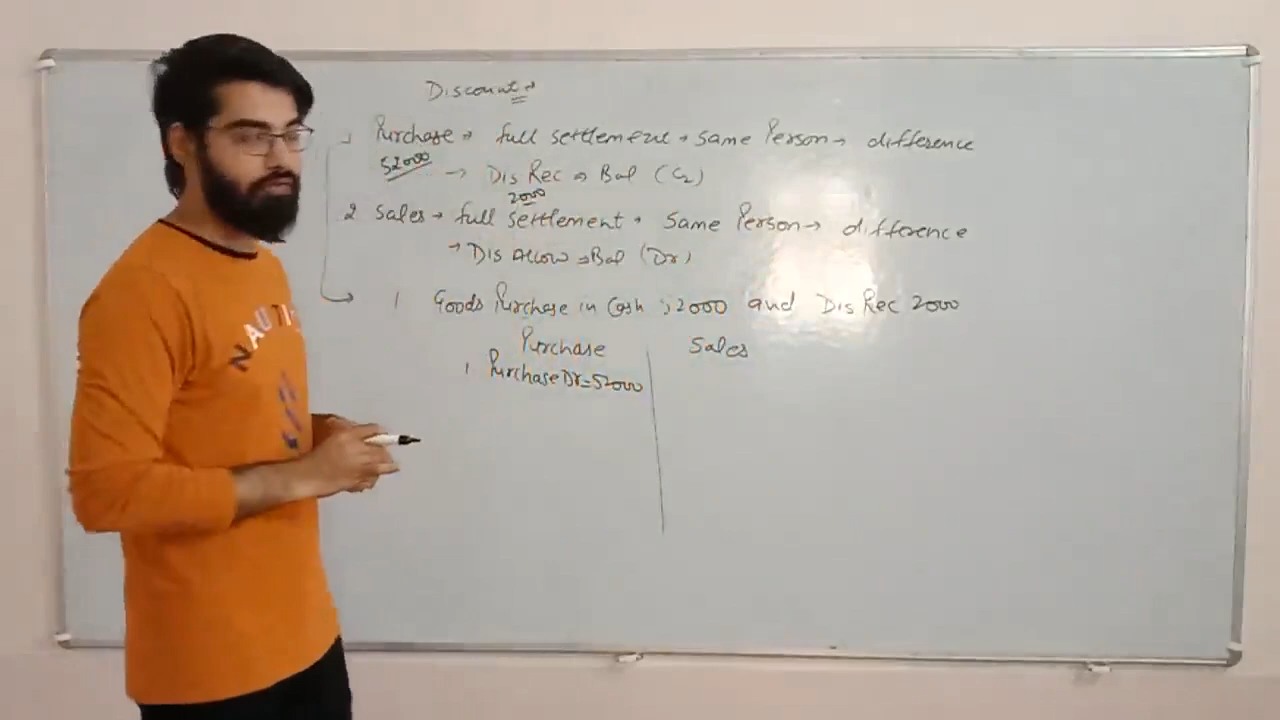 Discount →
1 Purchase → full settlement → same Person → difference
52000 → Dis Rec → Bal (Cr)
2000
2 Sales → full settlement → Same Person → difference
→ Dis Allow → Bal (Dr)
1 Goods Purchase in Cash 52000 and Dis Rec 2000
Purchase Sales
1 Purchase Dr = 52000
NAUTI